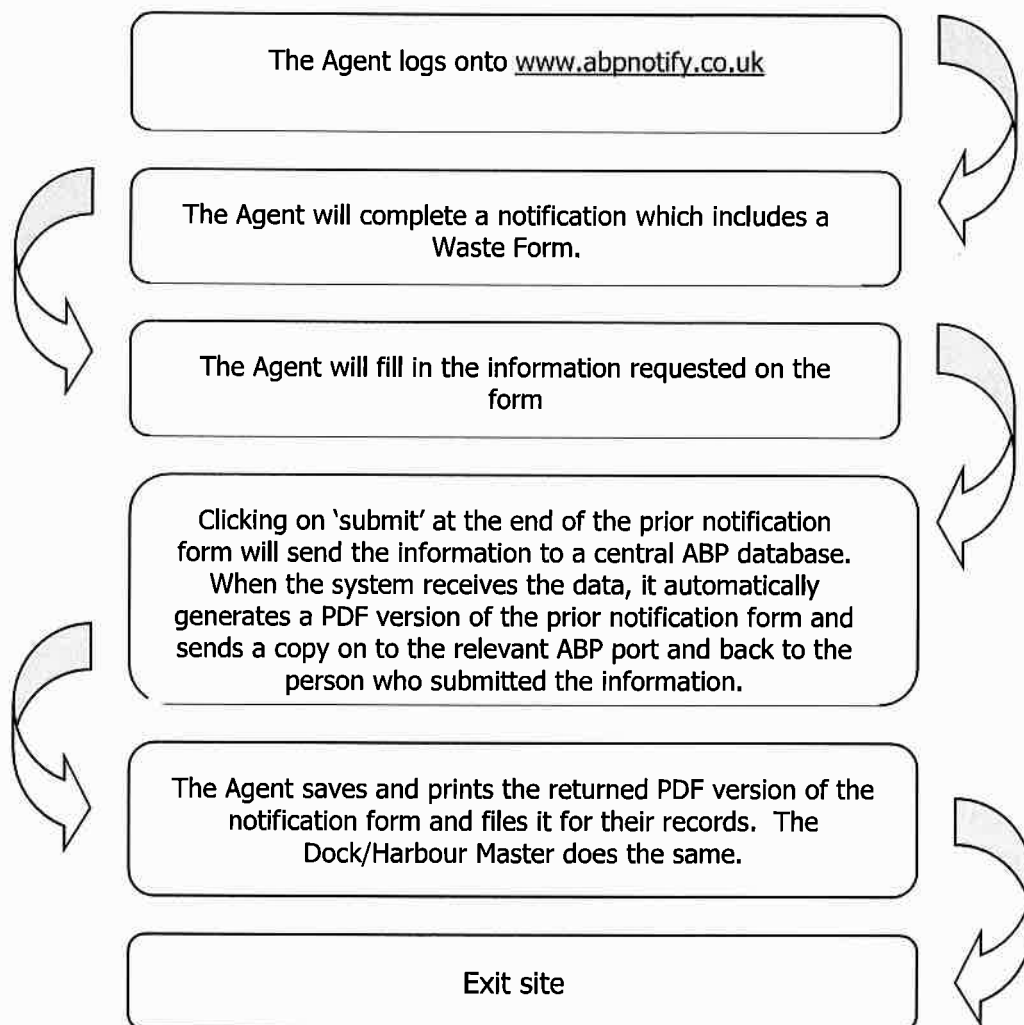 The Agent logs onto www.abpnotify.co.uk
The Agent will complete a notification which includes a
Waste Form.
The Agent will fill in the information requested on the
form
Clicking on ‘submit’ at the end of the prior notification
form will send the information to a central ABP database.
When the system receives the data, it automatically
generates a PDF version of the prior notification form and
sends a copy on to the relevant ABP port and back to the
person who submitted the information.
The Agent saves and prints the returned PDF version of the
notification form and files it for their records. The
Dock/Harbour Master does the same.
Exit site